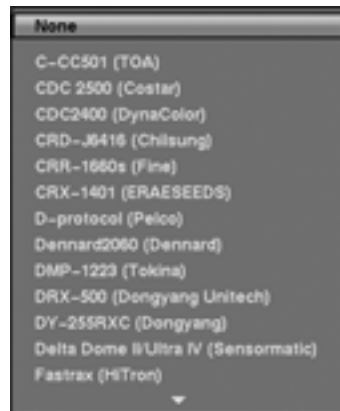 None
C-CC501 (TOA)
CDC 2500 (Costar)
CDC2400 (DynaColor)
CRD-J6416 (Chilsung)
CRR-1660s (Fine)
CRX-1401 (ERAESEEDS)
D-protocol (Pelco)
Dennard2060 (Dennard)
DMP-1223 (Tokina)
DRX-500 (Dongyang Unitech)
DY-255RXC (Dongyang)
Delta Dome II/Ultra IV (Sensormatic)
Fastrax (HiTron)